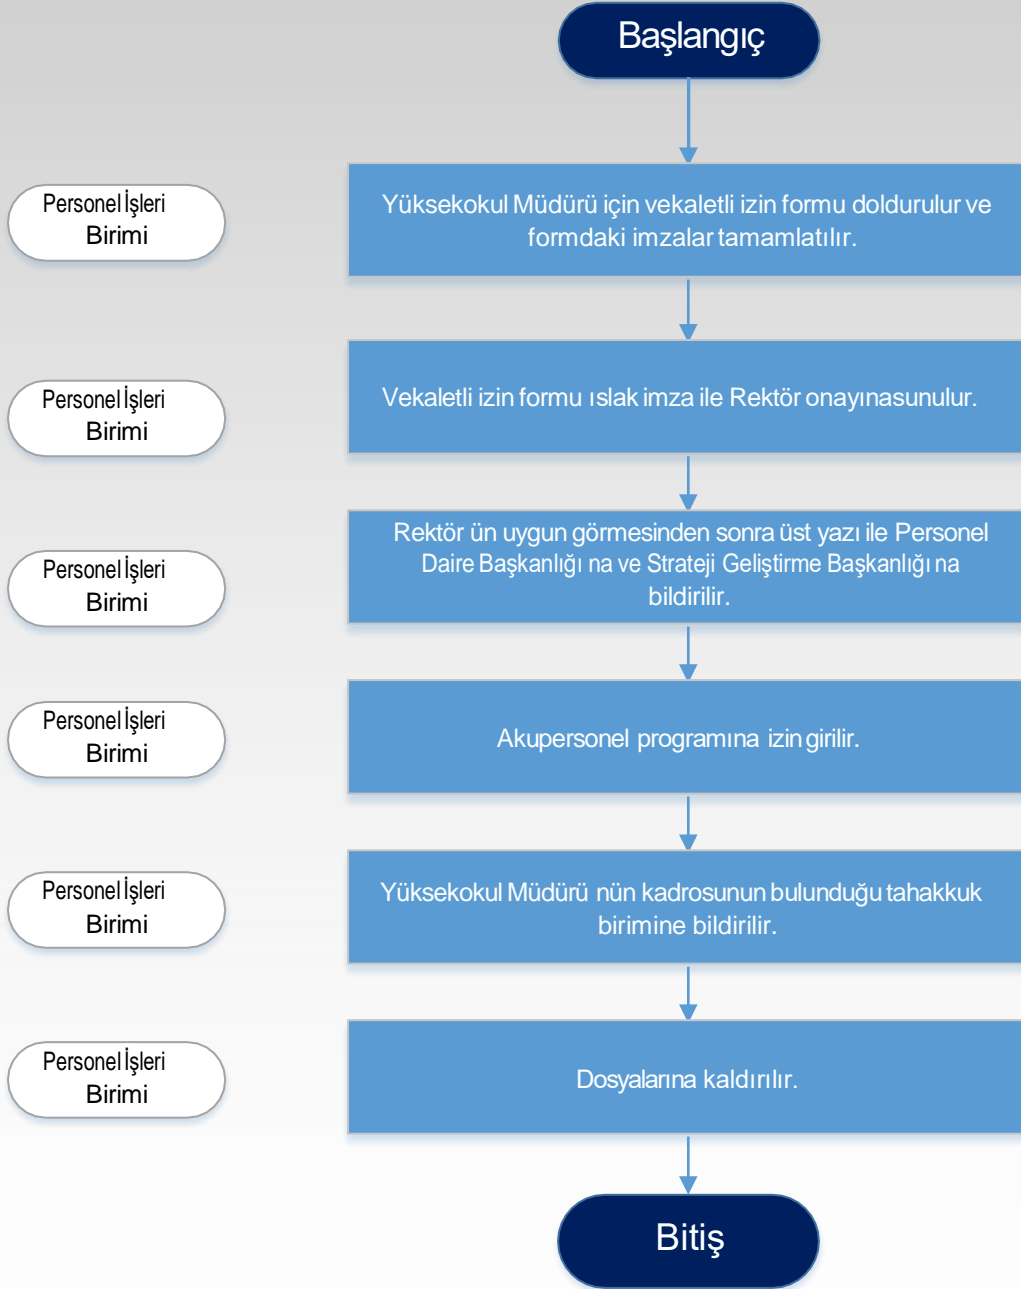 Başlangıç
Personel İşleri
Birimi
Yüksekokul Müdürü için vekaletli izin formu doldurulur ve
formdaki imzalar tamamlatılır.
Personel İşleri
Birimi
Vekaletli izin formu ıslak imza ile Rektör onayınasunulur.
Personel İşleri
Birimi
Rektör ün uygun görmesinden sonra üst yazı ile Personel
Daire Başkanlığı na ve Strateji Geliştirme Başkanlığı na
bildirilir.
Personel İşleri
Birimi
Akupersonel programına izin girilir.
Personel İşleri
Birimi
Yüksekokul Müdürü nün kadrosunun bulunduğu tahakkuk
birimine bildirilir.
Personel İşleri
Birimi
Dosyalarına kaldırılır.
Bitiş